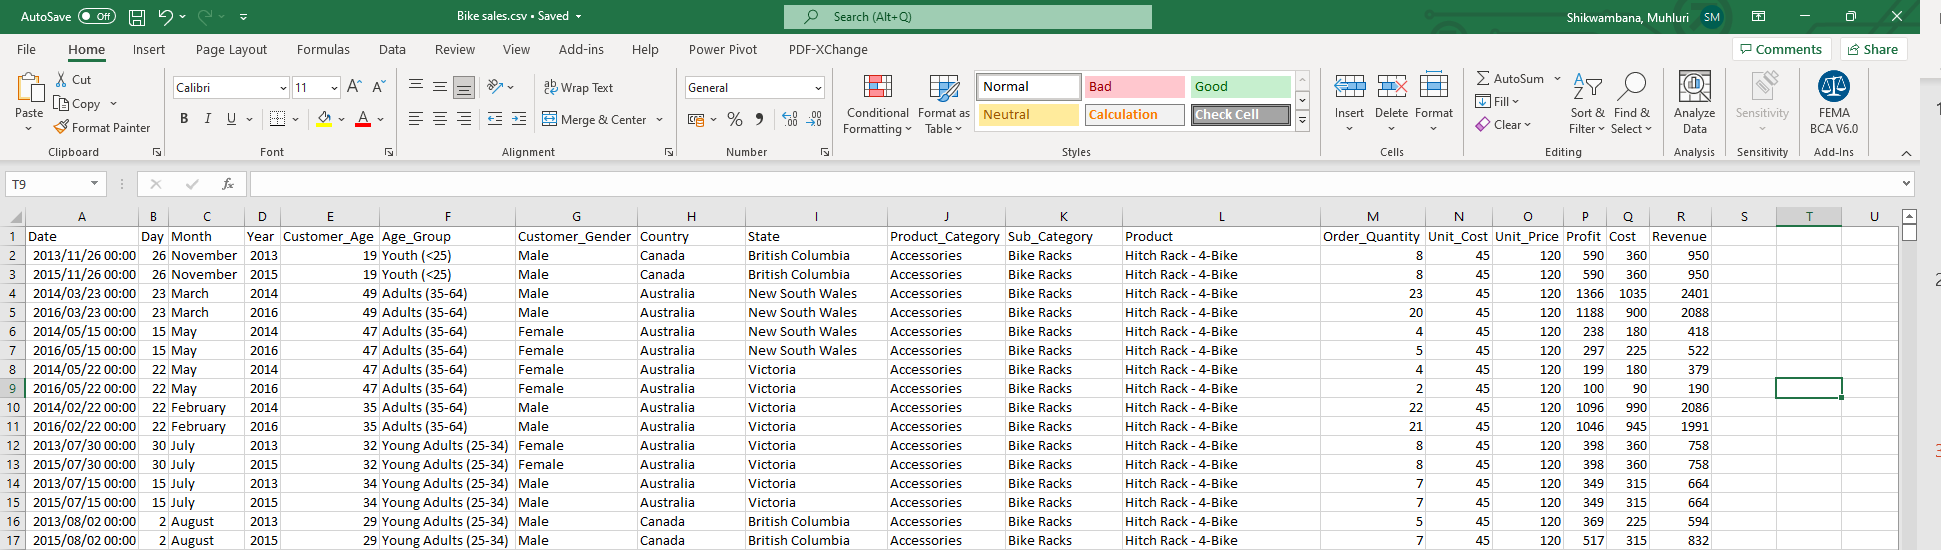 AutoSave Off Bike sales.csv • Saved Search (Alt+Q) Shikwambana, Muhluri SM
File Home Insert Page Layout Formulas Data Review View Add-ins Help Power Pivot PDF-XChange Comments Share
Paste Cut Copy Format Painter Clipboard
Calibri 11 B I U A Font
Wrap Text Merge & Center Alignment
General % Number
Conditional Formatting Format as Table Normal Bad Good Neutral Calculation Check Cell Styles
Insert Delete Format Cells
AutoSum Fill Clear Sort & Filter Find & Select Editing
Analyze Data Analysis
Sensitivity Sensitivity
FEMA BCA V6.0 Add-Ins
T9 fx
A B C D E F G H I J K L M N O P Q R S T U
1 Date Day Month Year Customer_Age Age_Group Customer_Gender Country State Product_Category Sub_Category Product Order_Quantity Unit_Cost Unit_Price Profit Cost Revenue
2 2013/11/26 00:00 26 November 2013 19 Youth (<25) Male Canada British Columbia Accessories Bike Racks Hitch Rack - 4-Bike 8 45 120 590 360 950
3 2015/11/26 00:00 26 November 2015 19 Youth (<25) Male Canada British Columbia Accessories Bike Racks Hitch Rack - 4-Bike 8 45 120 590 360 950
4 2014/03/23 00:00 23 March 2014 49 Adults (35-64) Male Australia New South Wales Accessories Bike Racks Hitch Rack - 4-Bike 23 45 120 1366 1035 2401
5 2016/03/23 00:00 23 March 2016 49 Adults (35-64) Male Australia New South Wales Accessories Bike Racks Hitch Rack - 4-Bike 20 45 120 1188 900 2088
6 2014/05/15 00:00 15 May 2014 47 Adults (35-64) Female Australia New South Wales Accessories Bike Racks Hitch Rack - 4-Bike 4 45 120 238 180 418
7 2016/05/15 00:00 15 May 2016 47 Adults (35-64) Female Australia New South Wales Accessories Bike Racks Hitch Rack - 4-Bike 5 45 120 297 225 522
8 2014/05/22 00:00 22 May 2014 47 Adults (35-64) Female Australia Victoria Accessories Bike Racks Hitch Rack - 4-Bike 4 45 120 199 180 379
9 2016/05/22 00:00 22 May 2016 47 Adults (35-64) Female Australia Victoria Accessories Bike Racks Hitch Rack - 4-Bike 2 45 120 100 90 190
10 2014/02/22 00:00 22 February 2014 35 Adults (35-64) Male Australia Victoria Accessories Bike Racks Hitch Rack - 4-Bike 22 45 120 1096 990 2086
11 2016/02/22 00:00 22 February 2016 35 Adults (35-64) Male Australia Victoria Accessories Bike Racks Hitch Rack - 4-Bike 21 45 120 1046 945 1991
12 2013/07/30 00:00 30 July 2013 32 Young Adults (25-34) Female Australia Victoria Accessories Bike Racks Hitch Rack - 4-Bike 8 45 120 398 360 758
13 2015/07/30 00:00 30 July 2015 32 Young Adults (25-34) Female Australia Victoria Accessories Bike Racks Hitch Rack - 4-Bike 8 45 120 398 360 758
14 2013/07/15 00:00 15 July 2013 34 Young Adults (25-34) Male Australia Victoria Accessories Bike Racks Hitch Rack - 4-Bike 7 45 120 349 315 664
15 2015/07/15 00:00 15 July 2015 34 Young Adults (25-34) Male Australia Victoria Accessories Bike Racks Hitch Rack - 4-Bike 7 45 120 349 315 664
16 2013/08/02 00:00 2 August 2013 29 Young Adults (25-34) Male Canada British Columbia Accessories Bike Racks Hitch Rack - 4-Bike 5 45 120 369 225 594
17 2015/08/02 00:00 2 August 2015 29 Young Adults (25-34) Male Canada British Columbia Accessories Bike Racks Hitch Rack - 4-Bike 7 45 120 517 315 832